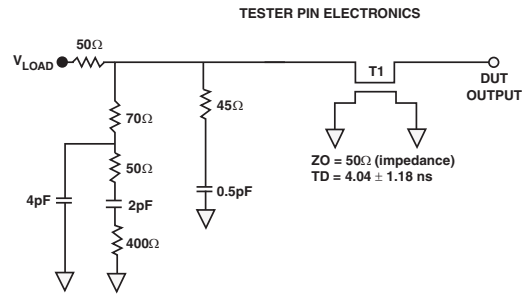 TESTER PIN ELECTRONICS
50Ω
VLOAD
T1
DUT
OUTPUT
70Ω
45Ω
ZO = 50Ω (impedance)
TD = 4.04 ± 1.18 ns
50Ω
4pF
2pF
0.5pF
400Ω